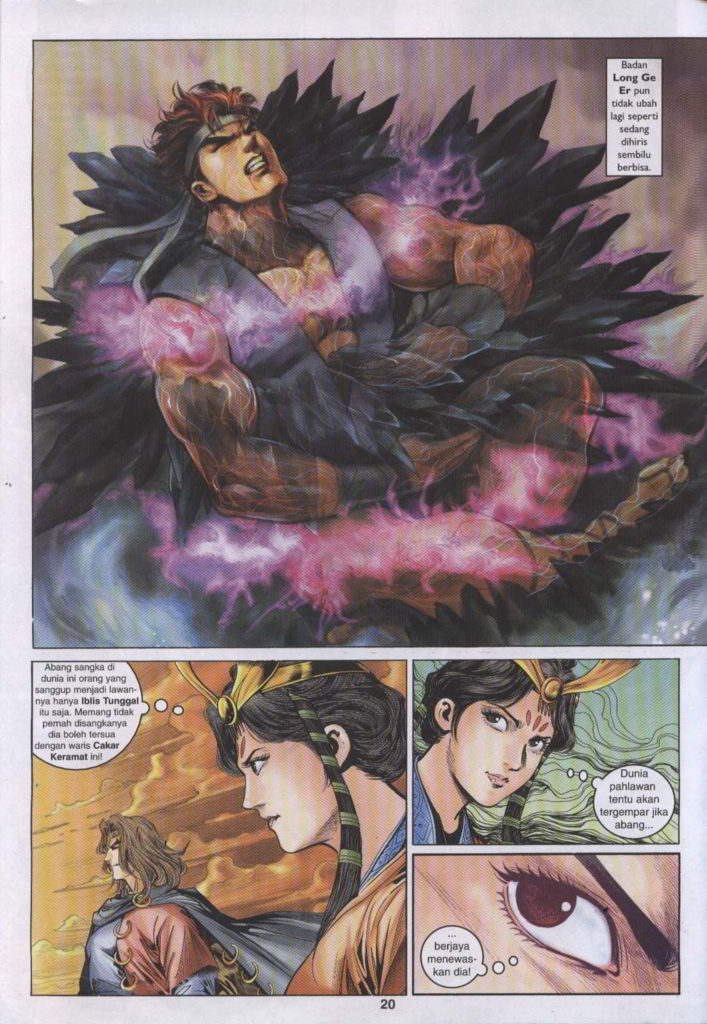 Badan
Long Ge
Er pun
tidak ubah
lagi seperti
sedang
dihiris
sembilu
berbisa.
Abang sangka di
dunia ini orang yang
sanggup menjadi lawan-
nya hanya Iblis Tunggal
itu saja. Memang tidak
pernah disangkanya
dia boleh tersua
dengan waris Cakar
Keramat ini!
Dunia
pahlawan
tentu akan
tergempar jika
abang...
...
berjaya
menewas-
kan dia!
20